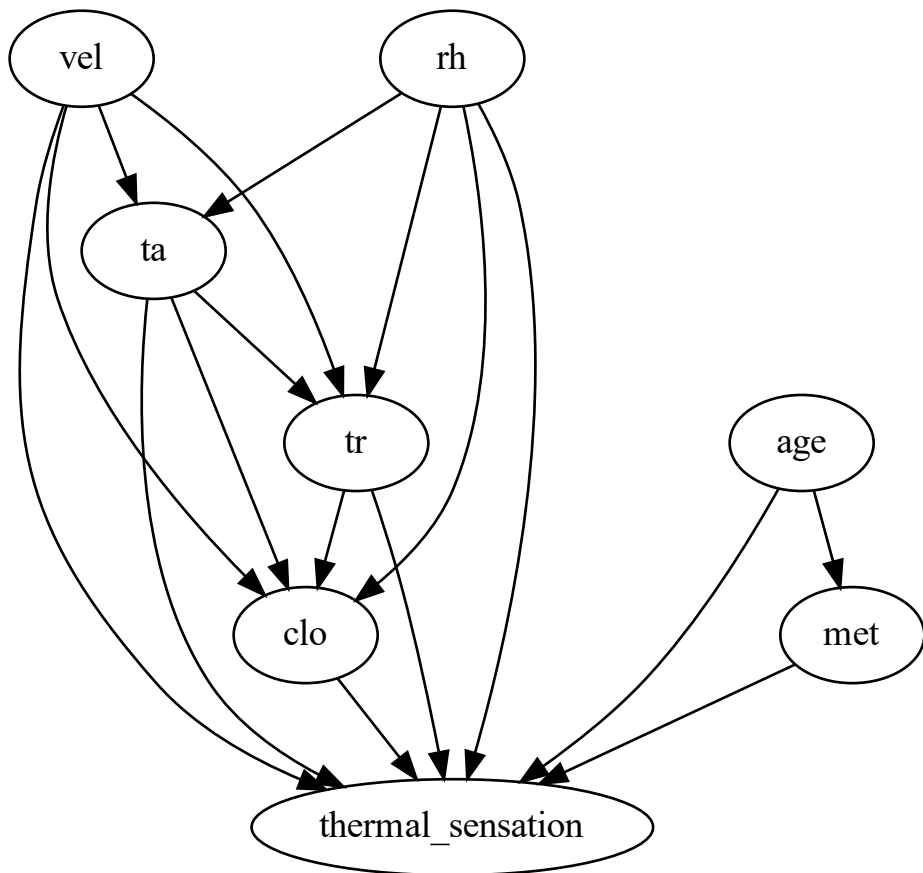 vel
rh
ta
tr
age
clo
met
thermal_sensation